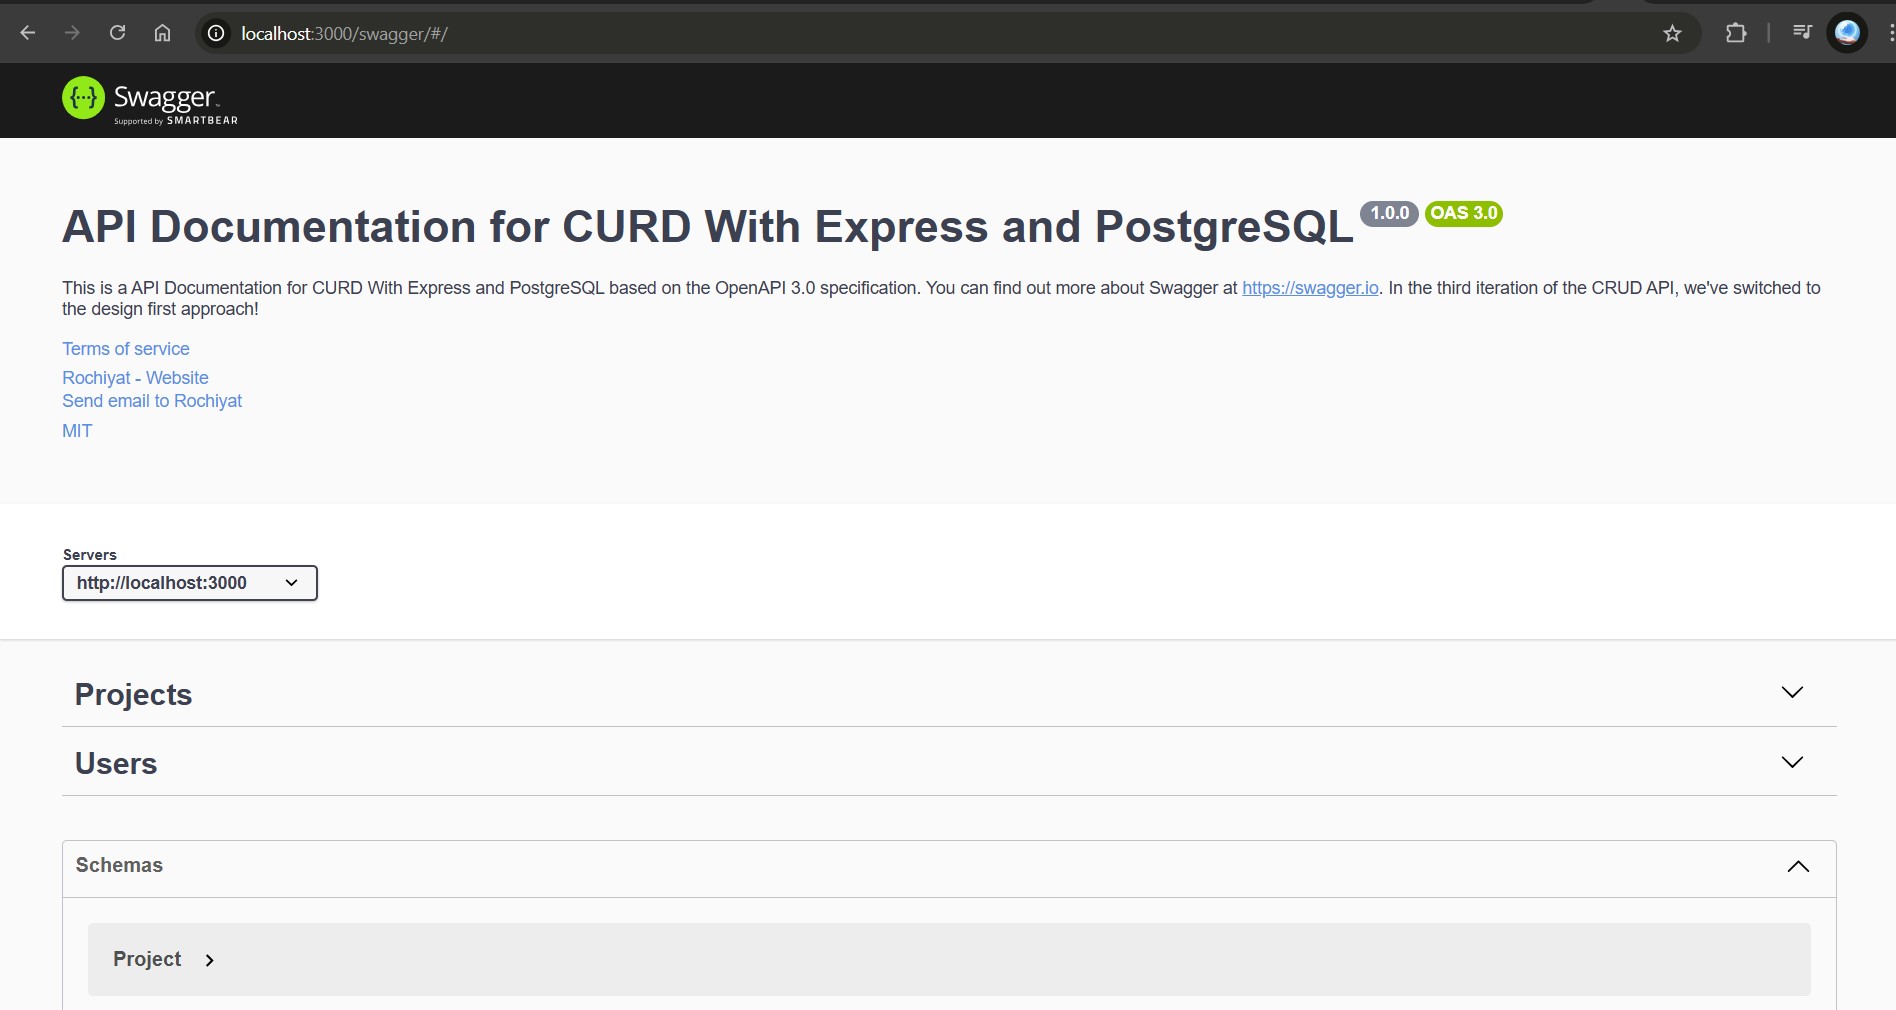 localhost:3000/swagger/#/
{···} Swagger
Supported by SMARTBEAR
API Documentation for CURD With Express and PostgreSQL 1.0.0 OAS 3.0
This is a API Documentation for CURD With Express and PostgreSQL based on the OpenAPI 3.0 specification. You can find out more about Swagger at https://swagger.io. In the third iteration of the CRUD API, we've switched to
the design first approach!
Terms of service
Rochiyat - Website
Send email to Rochiyat
MIT
Servers
http://localhost:3000
Projects
Users
Schemas
Project